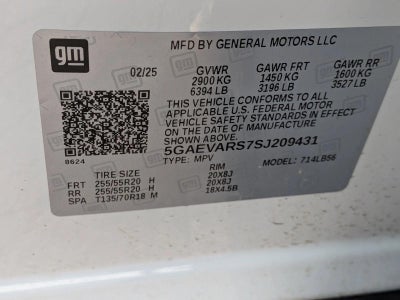 gm
MFD BY GENERAL MOTORS LLC
02/25 GVWR GAWR FRT GAWR RR
2900 KG 1450 KG 1600 KG
6394 LB 3196 LB 3527 LB
THIS VEHICLE CONFORMS TO ALL
APPLICABLE U.S. FEDERAL MOTOR
VEHICLE SAFETY STANDARDS IN EFFECT
ON THE DATE OF MANUFACTURE SHOWN
ABOVE.
0624 5GAEVARS7SJ209431
TYPE: MPV MODEL: 714LB56
RIM
FRT 255/55R20 H 20X8J
RR 255/55R20 H 20X8J
SPA T135/70R18 M 18X4.5B